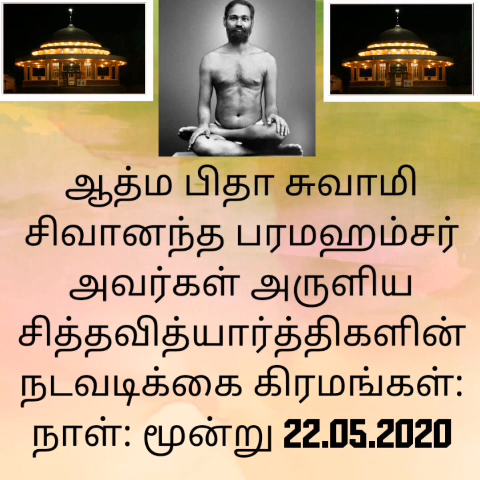 ஆத்ம பிதா சுவாமி
சிவானந்த பரமஹம்சர்
அவர்கள் அருளிய
சித்தவித்யார்த்திகளின்
நடவடிக்கை கிரமங்கள்:
நாள்: மூன்று 22.05.2020